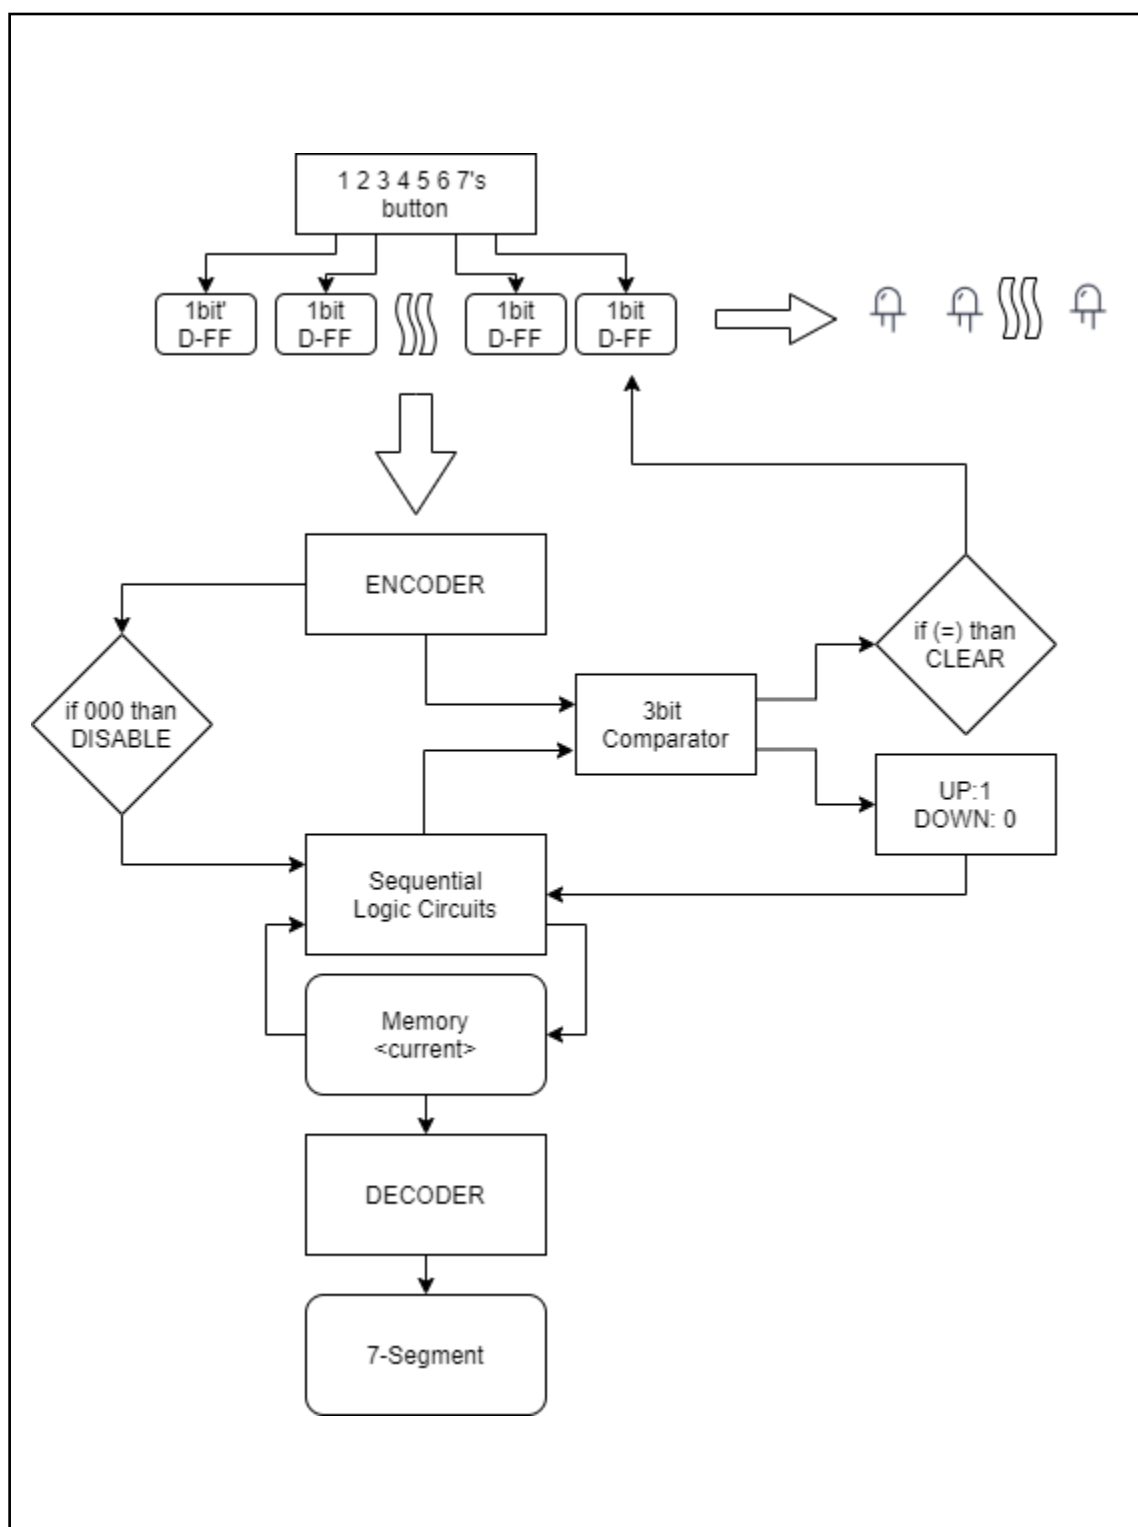 1 2 3 4 5 6 7's
button
1bit'
D-FF
1bit
D-FF
1bit
D-FF
1bit
D-FF
ENCODER
if (=) than
CLEAR
if 000 than
DISABLE
3bit
Comparator
UP:1
DOWN: 0
Sequential
Logic Circuits
Memory
<current>
DECODER
7-Segment